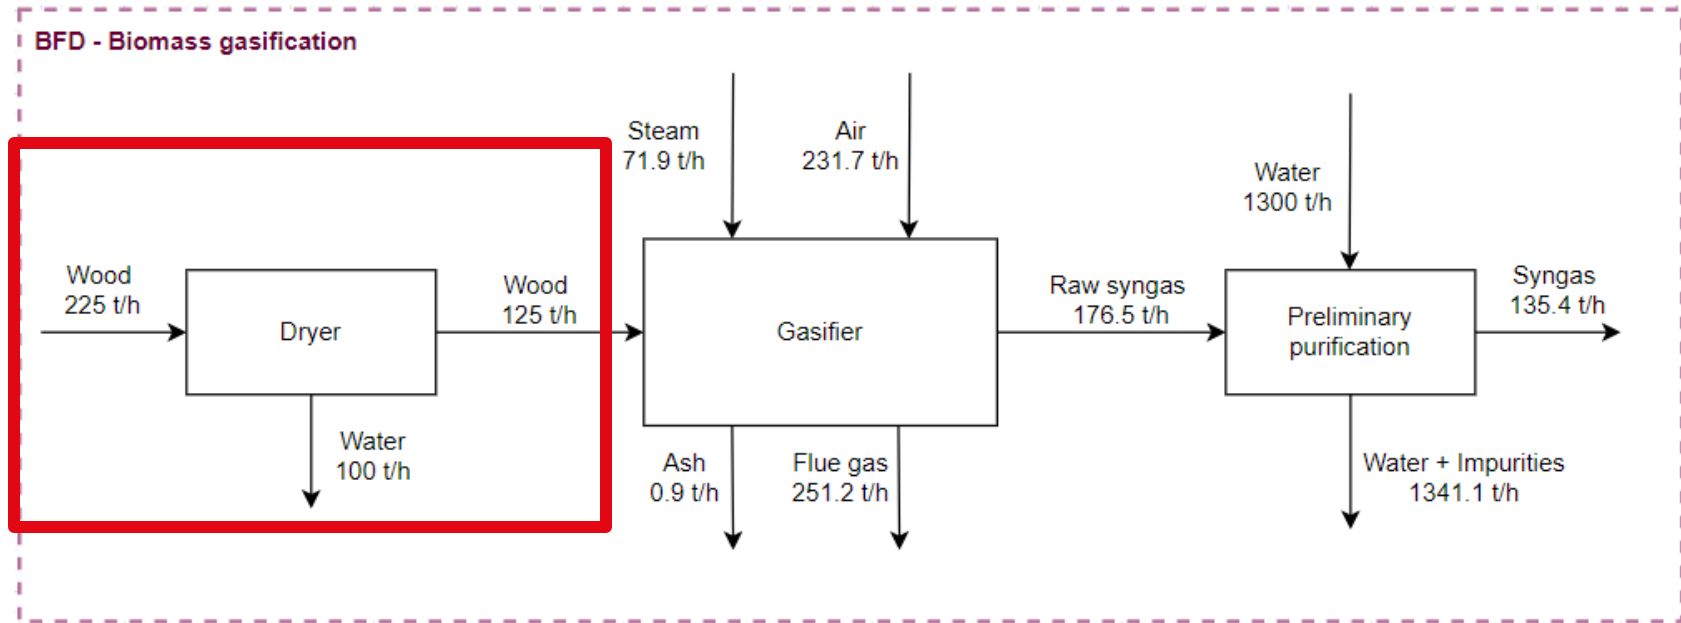 BFD - Biomass gasification
Steam
71.9 t/h
Air
231.7 t/h
Water
1300 t/h
Wood
225 t/h
Dryer
Wood
125 t/h
Gasifier
Raw syngas
176.5 t/h
Preliminary
purification
Syngas
135.4 t/h
Water
100 t/h
Ash
0.9 t/h
Flue gas
251.2 t/h
Water + Impurities
1341.1 t/h